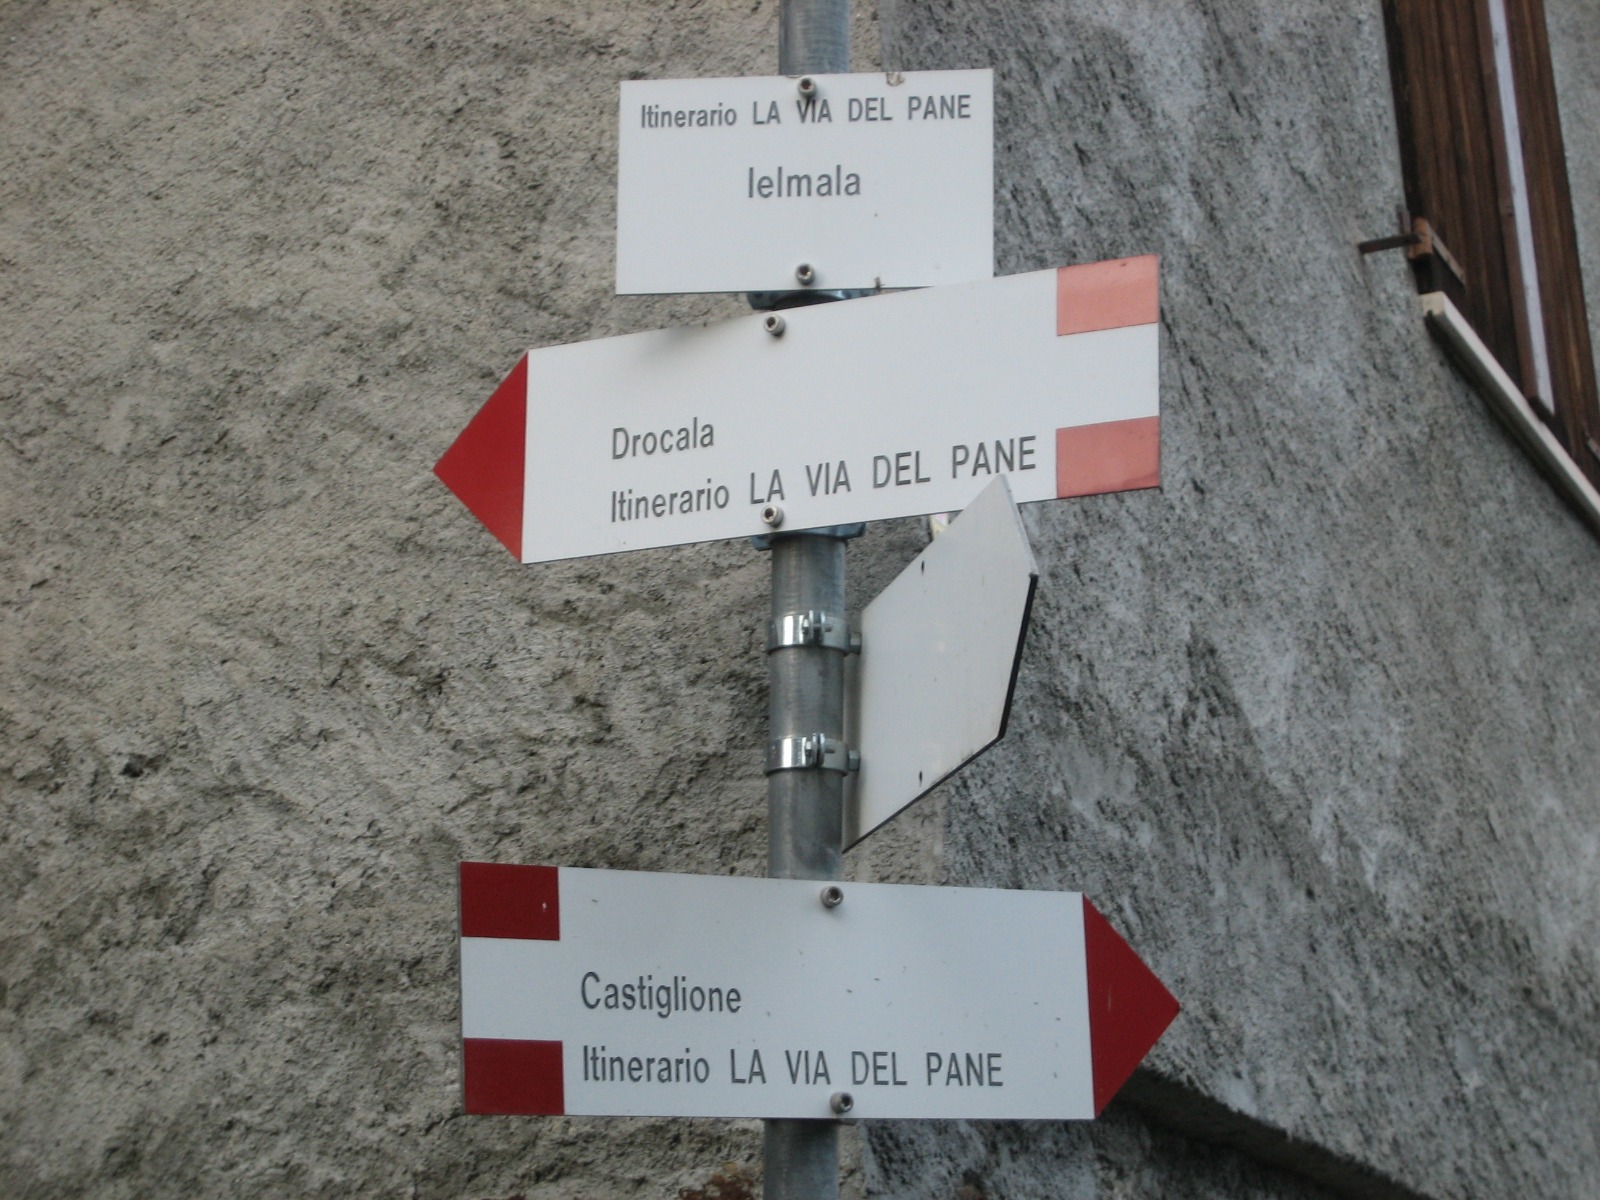 Itinerario LA VIA DEL PANE
Ielmala
Drocala
Itinerario LA VIA DEL PANE
Castiglione
Itinerario LA VIA DEL PANE